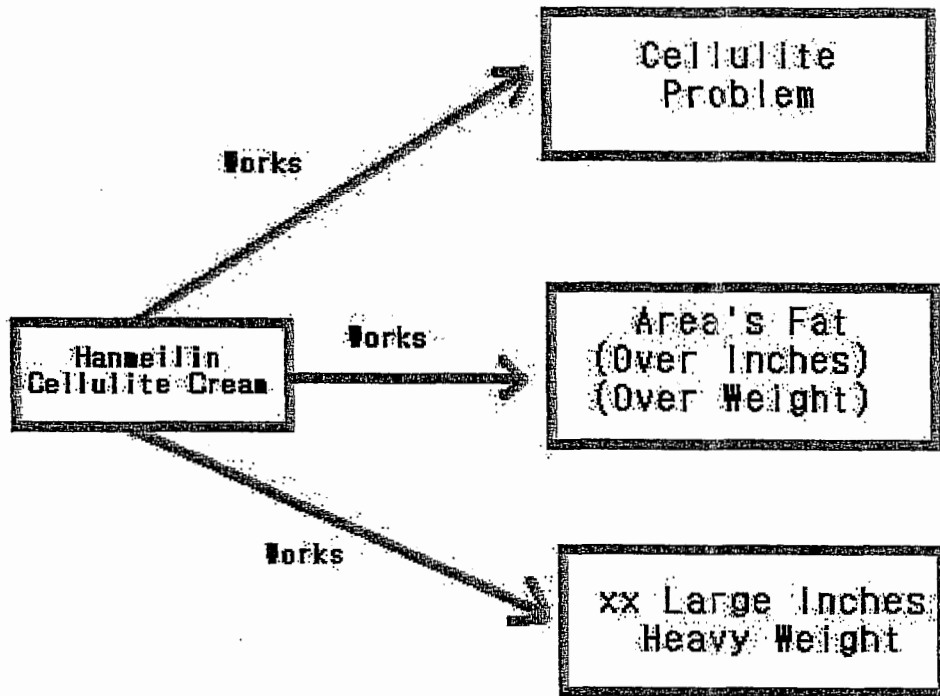 Cellulite
Problem
Works
Hanmeilin
Cellulite Cream
Works
Area's Fat
(Over Inches)
(Over Weight)
Works
xx Large Inches
Heavy Weight